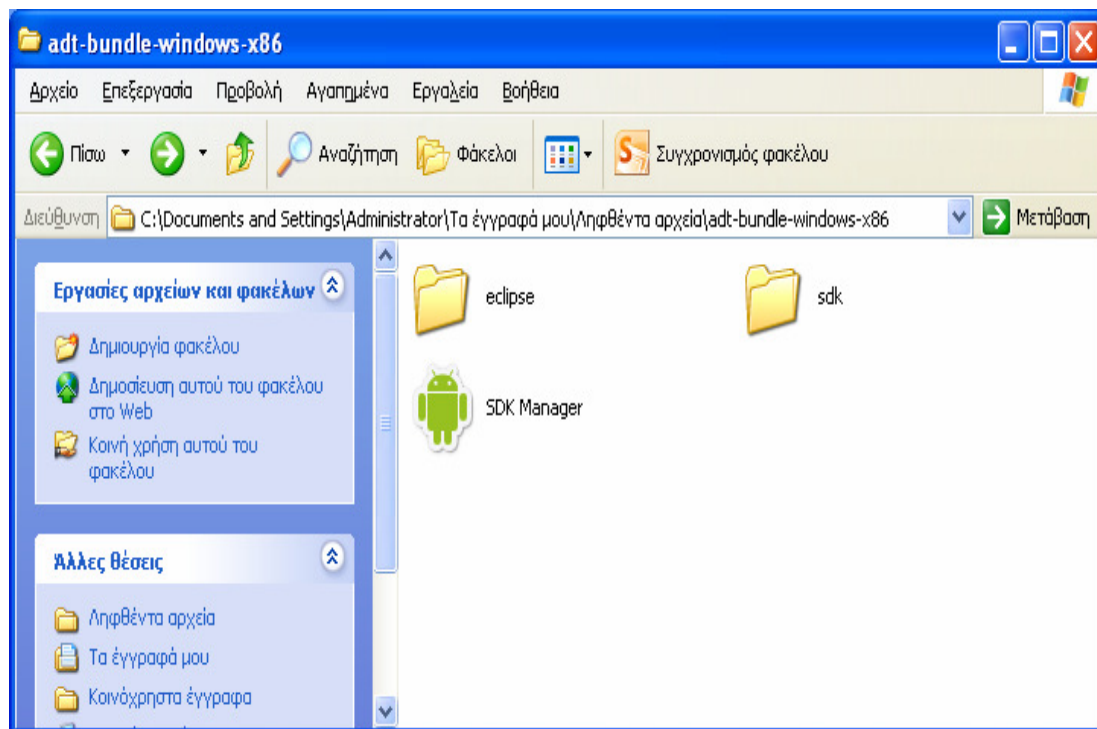 adt-bundle-windows-x86
Αρχείο Επεξεργασία Προβολή Αγαπημένα Εργαλεία Βοήθεια
Πίσω Αναζήτηση Φάκελοι Συγχρονισμός φακέλου
Διεύθυνση C:\Documents and Settings\Administrator\Τα έγγραφά μου\Ληφθέντα αρχεία\adt-bundle-windows-x86 Μετάβαση
Εργασίες αρχείων και φακέλων
Δημιουργία φακέλου
Δημοσίευση αυτού του φακέλου
στο Web
Κοινή χρήση αυτού του
φακέλου
Άλλες θέσεις
Ληφθέντα αρχεία
Τα έγγραφά μου
Κοινόχρηστα έγγραφα
eclipse sdk
SDK Manager